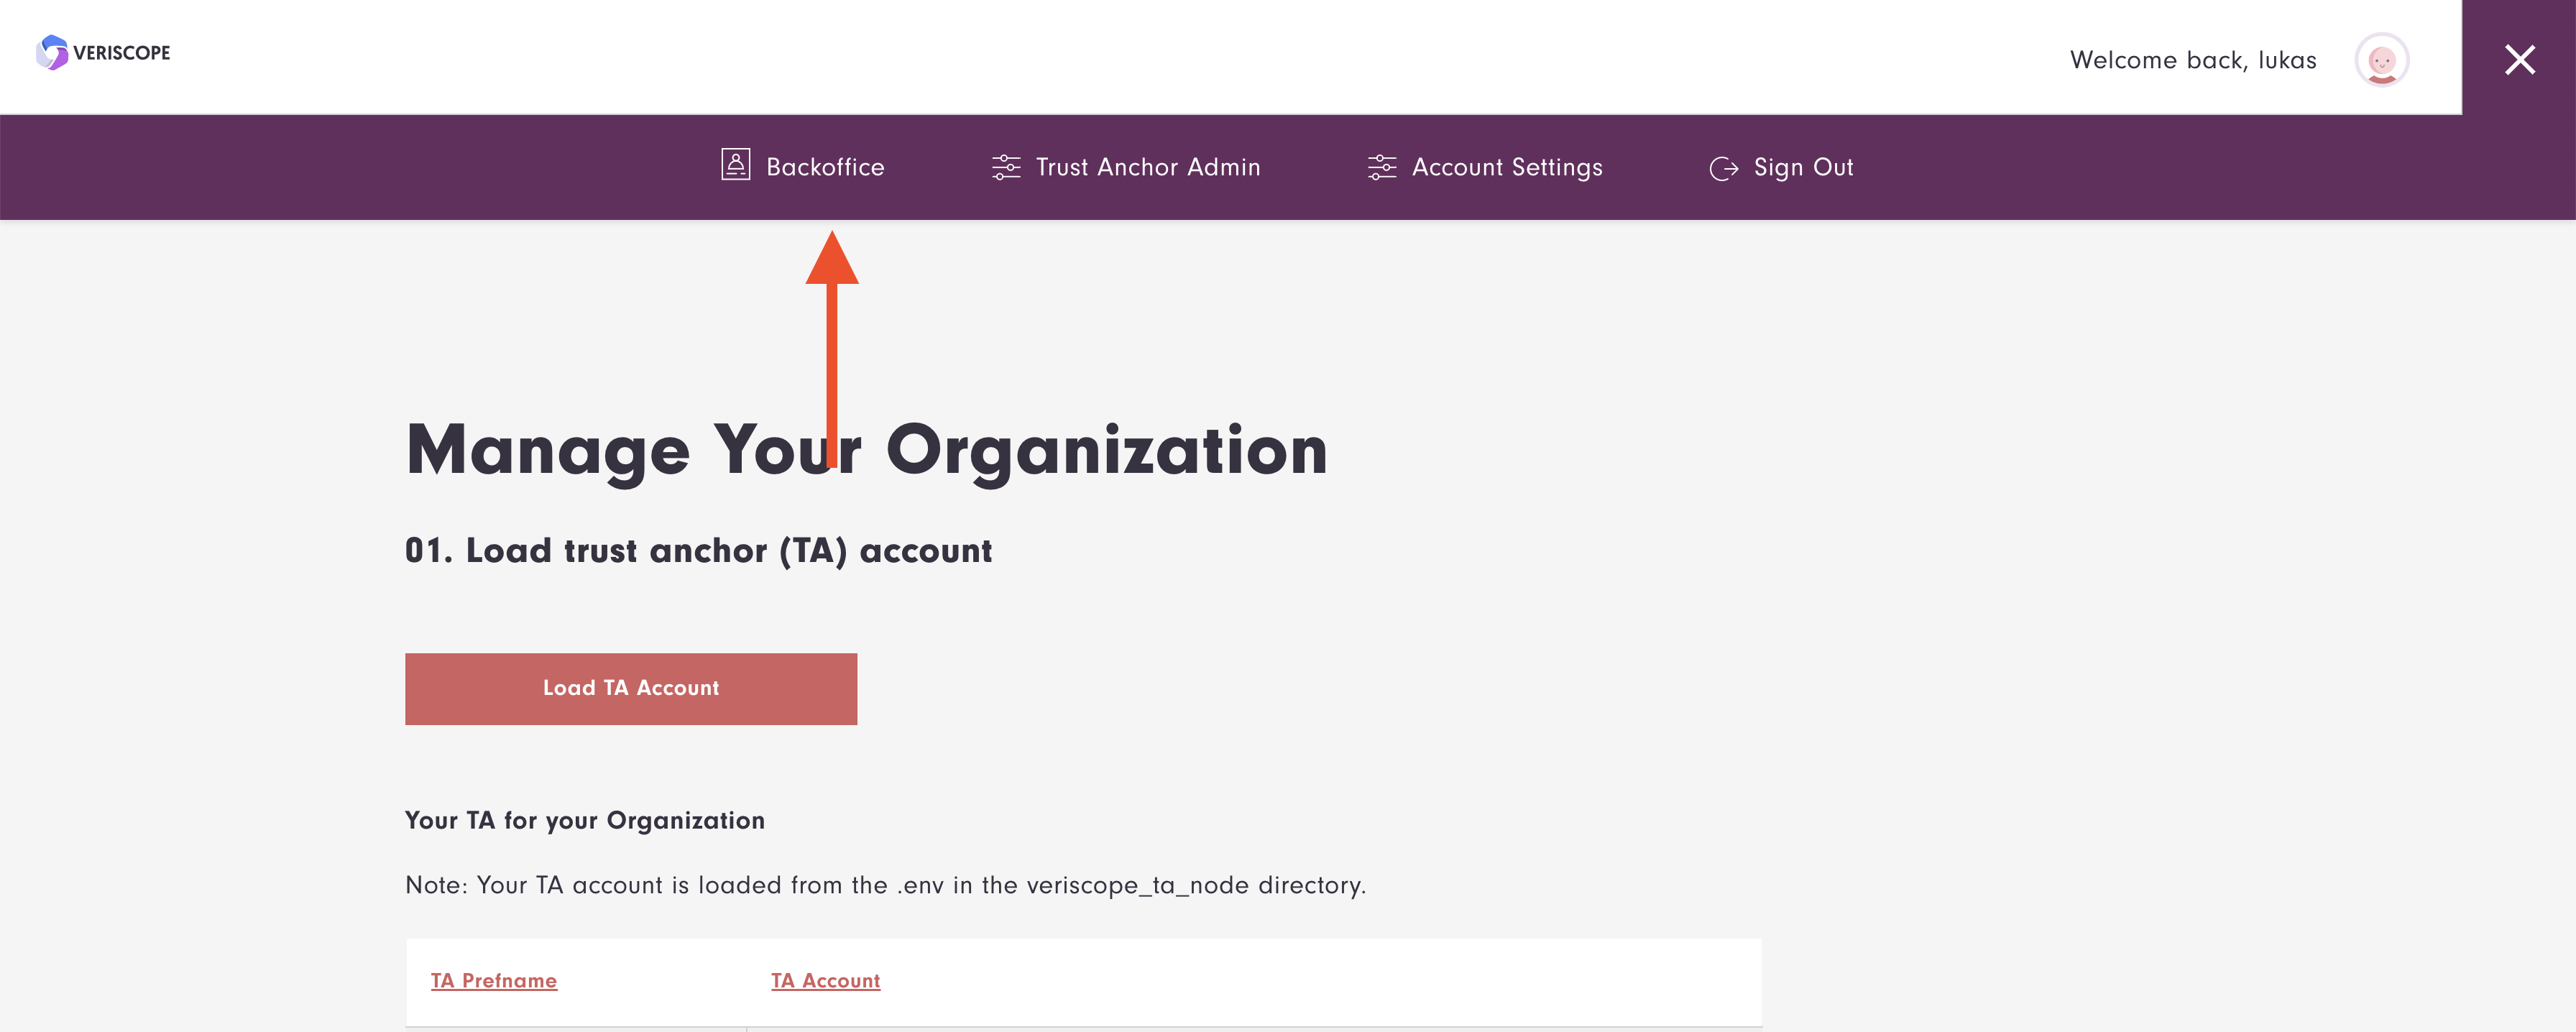 VERISCOPE
Welcome back, lukas
Backoffice
Trust Anchor Admin
Account Settings
Sign Out
Manage Your Organization
01. Load trust anchor (TA) account
Load TA Account
Your TA for your Organization
Note: Your TA account is loaded from the .env in the veriscope_ta_node directory.
TA Prefname
TA Account